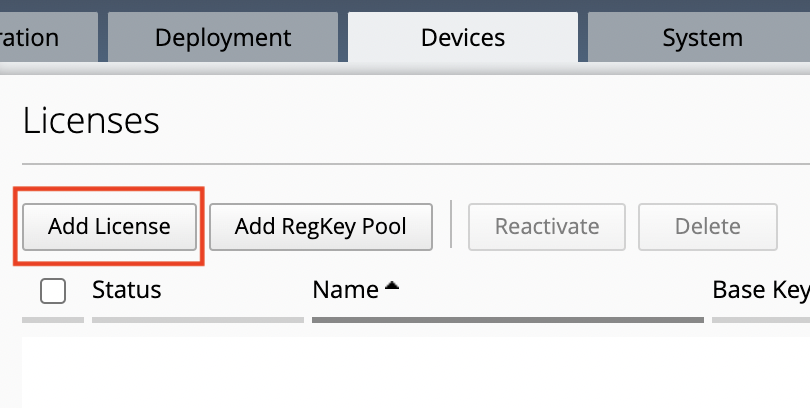 ration Deployment Devices System
Licenses
Add License Add RegKey Pool Reactivate Delete
Status Name Base Key